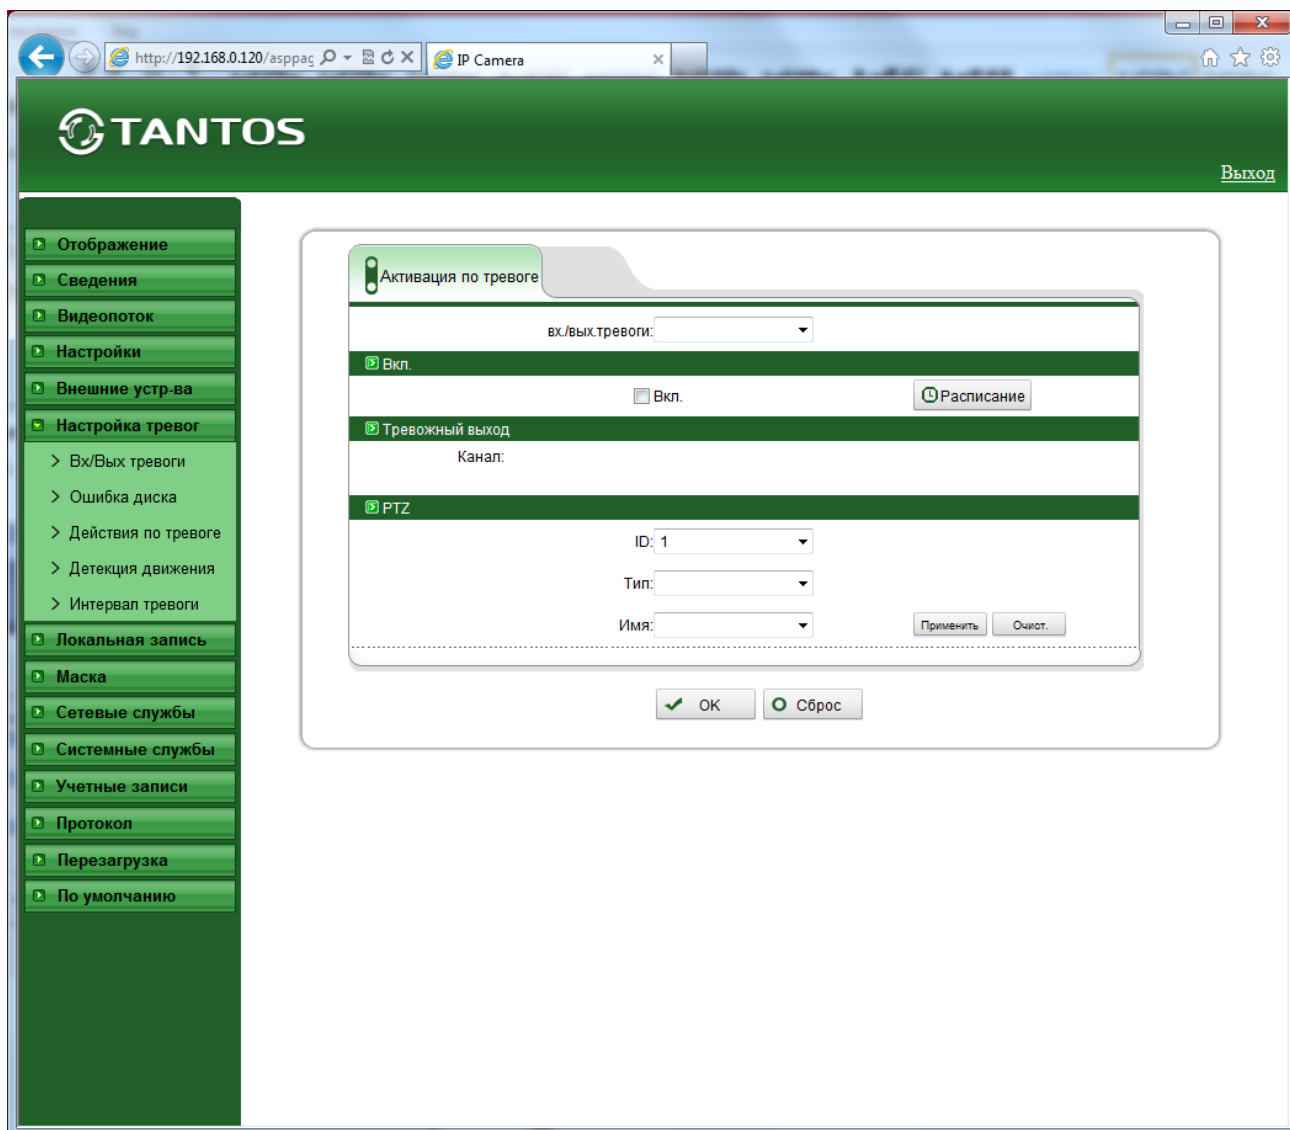 http://192.168.0.120/asppag
IP Camera
TANTOS
Выход
Отображение
Сведения
Видеопоток
Настройки
Внешние устр-ва
Настройка тревог
Вх/Вых тревоги
Ошибка диска
Действия по тревоге
Детекция движения
Интервал тревоги
Локальная запись
Маска
Сетевые службы
Системные службы
Учетные записи
Протокол
Перезагрузка
По умолчанию
Активация по тревоге
вх./вых.тревоги:
Вкл.
Вкл.
Расписание
Тревожный выход
Канал:
PTZ
ID: 1
Тип:
Имя:
Применить
Очист.
OK
Сброс